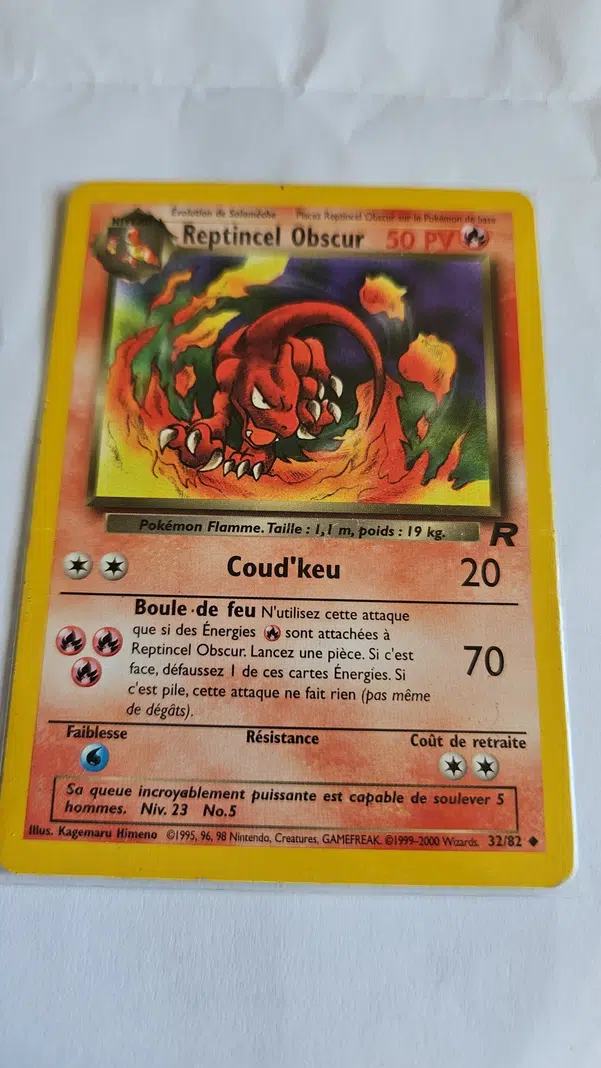 Évolution de Salamèche Placez Reptincel Obscur sur le Pokémon de base
Reptincel Obscur 50 PV
Pokémon Flamme. Taille : 1,1 m, poids : 19 kg.
R
Coud'keu 20
Boule de feu N'utilisez cette attaque
que si des Énergies sont attachées à
Reptincel Obscur. Lancez une pièce. Si c'est
face, défaussez 1 de ces cartes Énergies. Si
c'est pile, cette attaque ne fait rien (pas même
de dégâts).
70
Faiblesse Résistance Coût de retraite
Sa queue incroyablement puissante est capable de soulever 5
hommes. Niv. 23 No.5
Illus. Kagemaru Himeno ©1995, 96, 98 Nintendo, Creatures, GAMEFREAK. ©1999-2000 Wizards. 32/82